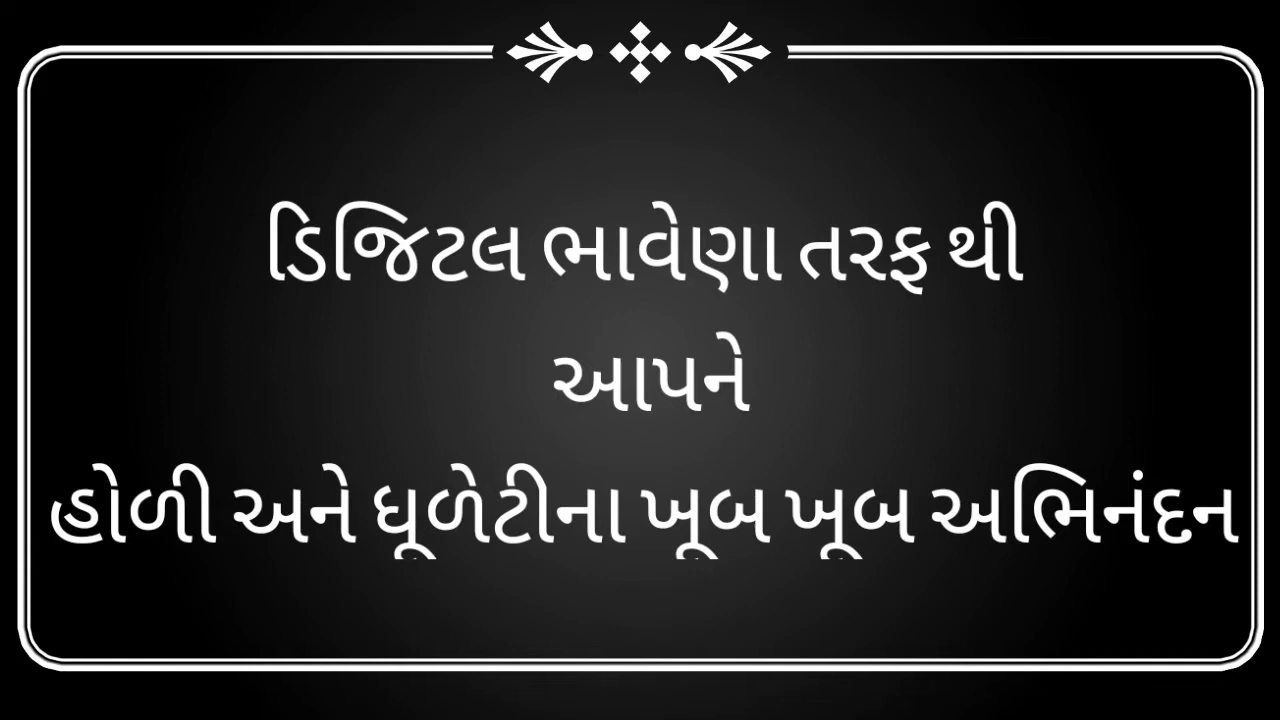 ડિજિટલ ભાવેણા તરફ થી
આપને
હોળી અને ધૂળેટીના ખૂબ ખૂબ અભિનંદન